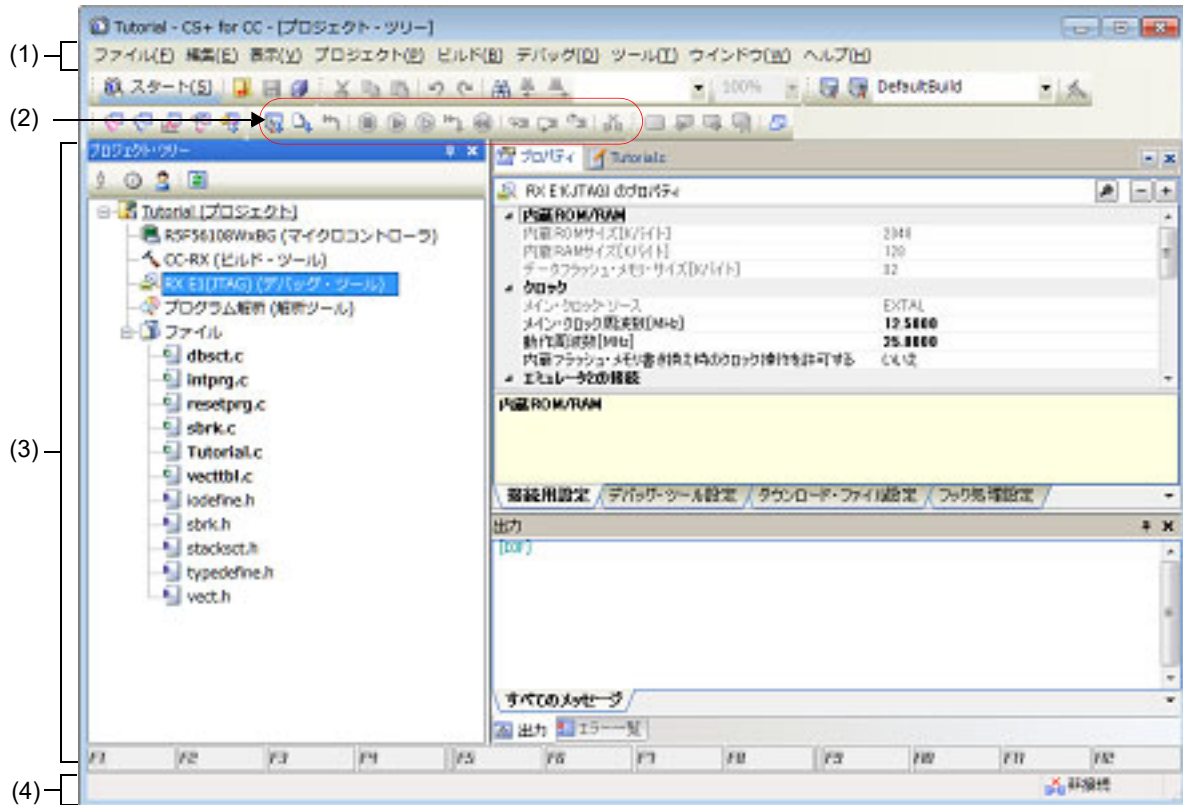 Tutorial - CS+ for CC - [プロジェクト・ツリー]
(1)
ファイル(F) 編集(E) 表示(V) プロジェクト(P) ビルド(B) デバッグ(D) ツール(T) ウインドウ(W) ヘルプ(H)
スタート(S) 100% DefaultBuild
(2)
(3)
プロジェクト・ツリー
Tutorial (プロジェクト)
R5F56108WxBG (マイクロコントローラ)
CC-RX (ビルド・ツール)
RX E1(JTAG) (デバッグ・ツール)
プログラム解析 (解析ツール)
ファイル
dbsct.c
intprg.c
resetprg.c
sbrk.c
Tutorial.c
vecttbl.c
iodefine.h
sbrk.h
stacksct.h
typedefine.h
vect.h
プロパティ Tutorial.c
RX E1(JTAG) のプロパティ
内蔵ROM/RAM
内蔵ROMサイズ[Kバイト] 2048
内蔵RAMサイズ[Kバイト] 128
データフラッシュ・メモリ・サイズ[Kバイト] 32
クロック
メイン・クロック・ソース EXTAL
メイン・クロック周波数[MHz] 12.5000
動作周波数[MHz] 25.0000
内蔵フラッシュ・メモリ書き換え時のクロック操作を許可する いいえ
エミュレータとの接続
内蔵ROM/RAM
接続用設定 デバッグ・ツール設定 ダウンロード・ファイル設定 フック処理設定
出力
[EOF]
すべてのメッセージ
出力 エラー一覧
F1 F2 F3 F4 F5 F6 F7 F8 F9 F10 F11 F12
(4)
非接続